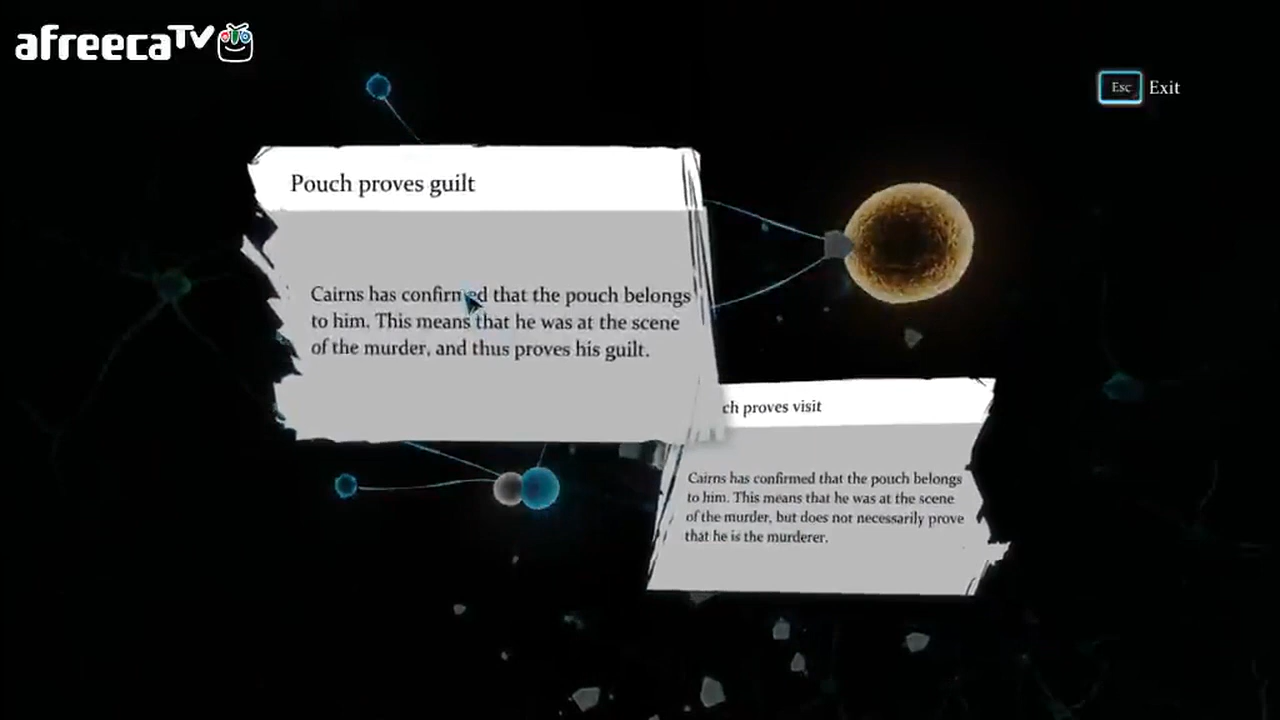 afreecaTV
Esc Exit
Pouch proves guilt
Cairns has confirmed that the pouch belongs
to him. This means that he was at the scene
of the murder, and thus proves his guilt.
ch proves visit
Cairns has confirmed that the pouch belongs
to him. This means that he was at the scene
of the murder, but does not necessarily prove
that he is the murderer.